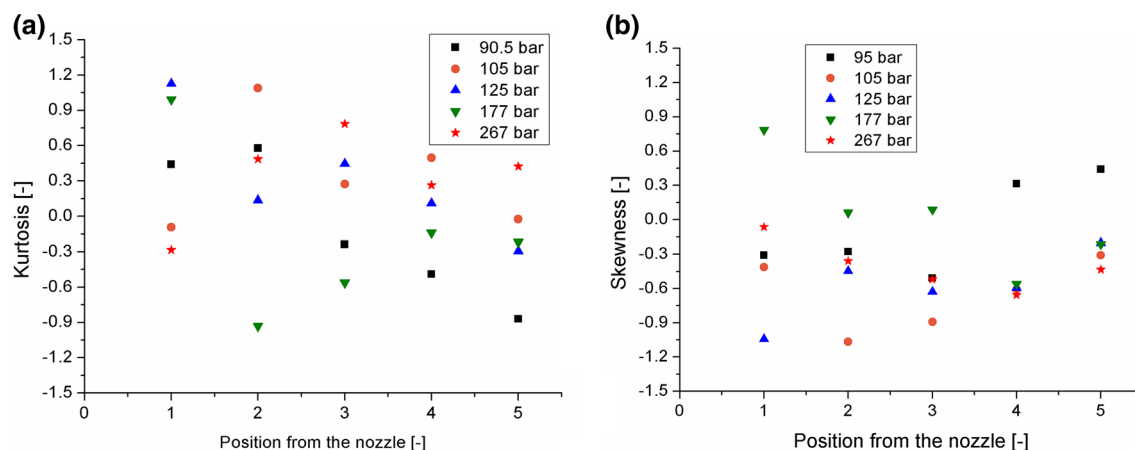 (a)
1.5
1.2
0.9
0.6
0.3
0.0
-0.3
-0.6
-0.9
-1.2
-1.5
Kurtosis [-]
90.5 bar
105 bar
125 bar
177 bar
267 bar
0 1 2 3 4 5
Position from the nozzle [-]
(b)
1.5
1.2
0.9
0.6
0.3
0.0
-0.3
-0.6
-0.9
-1.2
-1.5
Skewness [-]
95 bar
105 bar
125 bar
177 bar
267 bar
0 1 2 3 4 5
Position from the nozzle [-]